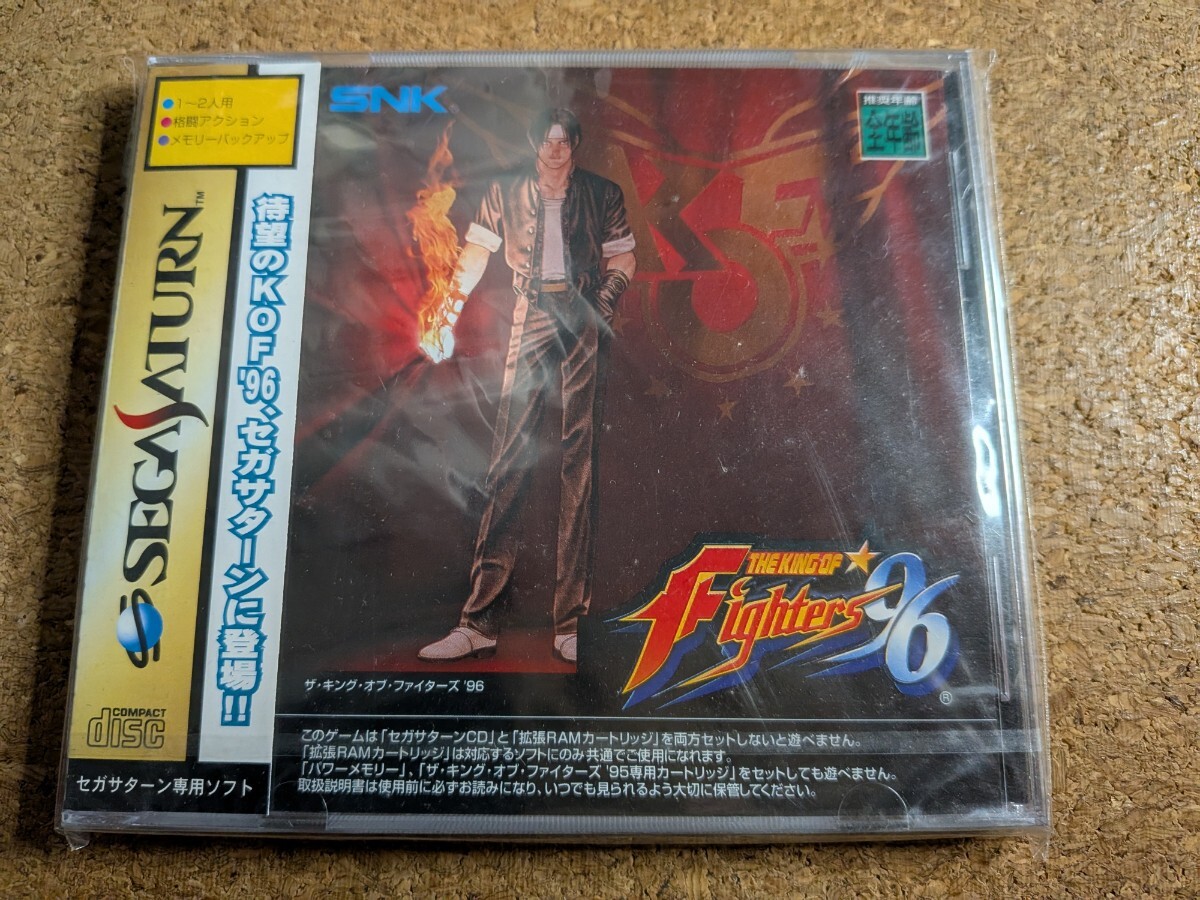 ●1〜2人用
●格闘アクション
●メモリーバックアップ
SEGA SATURN™
待望のKOF'96、セガサターンに登場!!
COMPACT
disc
セガサターン専用ソフト
SNK
推奨年齢
全年齢
KOF
THE KING OF
Fighters '96
®
ザ・キング・オブ・ファイターズ '96
このゲームは「セガサターンCD」と「拡張RAMカートリッジ」を両方セットしないと遊べません。
「拡張RAMカートリッジ」は対応するソフトにのみ共通でご使用になれます。
「パワーメモリー」、「ザ・キング・オブ・ファイターズ '95専用カートリッジ」をセットしても遊べません。
取扱説明書は使用前に必ずお読みになり、いつでも見られるよう大切に保管してください。